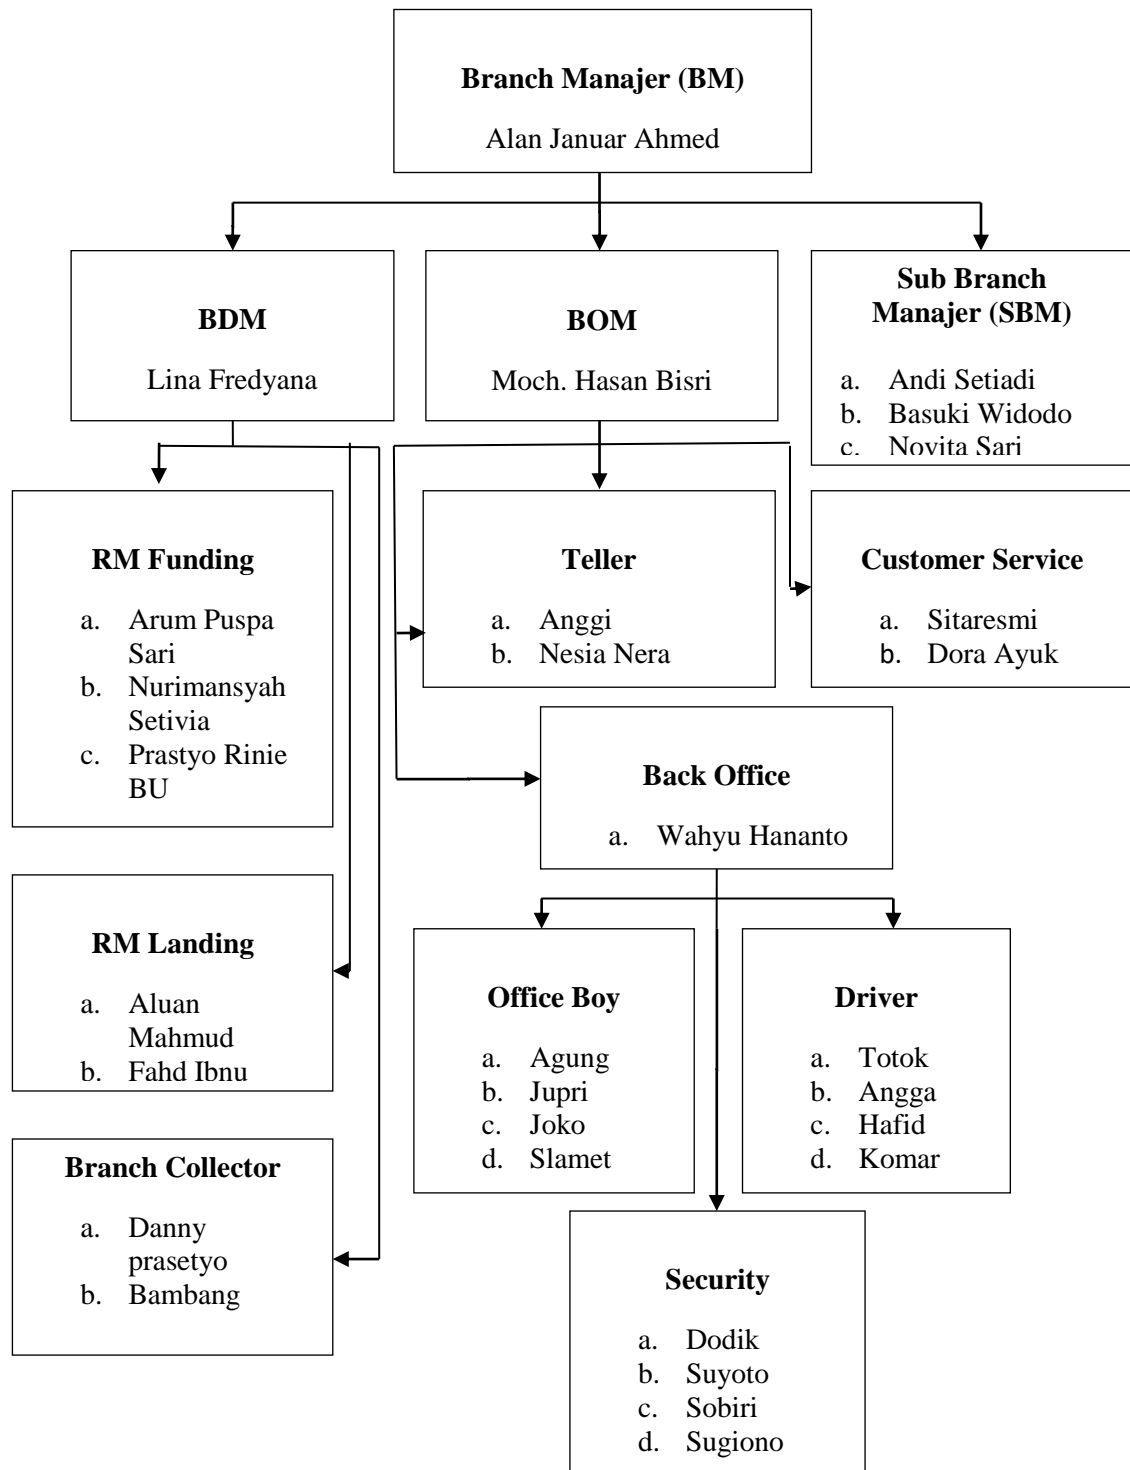 Branch Manajer (BM)
Alan Januar Ahmed
BDM
Lina Fredyana
BOM
Moch. Hasan Bisri
Sub Branch
Manajer (SBM)
a. Andi Setiadi
b. Basuki Widodo
c. Novita Sari
RM Funding
a. Arum Puspa
Sari
b. Nurimansyah
Setivia
c. Prastyo Rinie
BU
Teller
a. Anggi
b. Nesia Nera
Customer Service
a. Sitaresmi
b. Dora Ayuk
Back Office
a. Wahyu Hananto
RM Landing
a. Aluan
Mahmud
b. Fahd Ibnu
Office Boy
a. Agung
b. Jupri
c. Joko
d. Slamet
Driver
a. Totok
b. Angga
c. Hafid
d. Komar
Branch Collector
a. Danny
prasetyo
b. Bambang
Security
a. Dodik
b. Suyoto
c. Sobiri
d. Sugiono